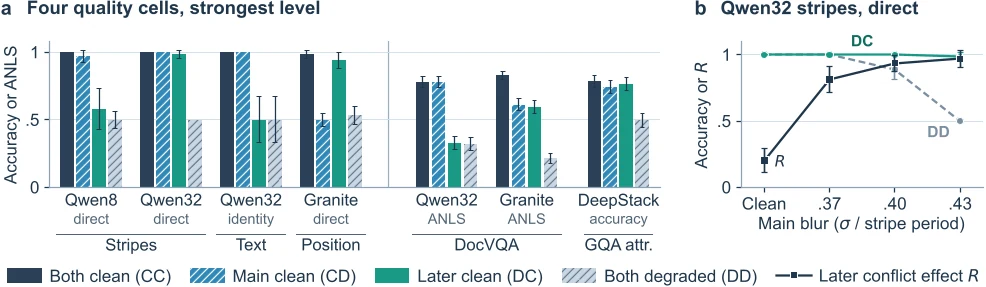 a Four quality cells, strongest level
Accuracy or ANLS
1
.5
0
Qwen8 Qwen32 Qwen32 Granite Qwen32 Granite DeepStack
direct direct identity direct ANLS ANLS accuracy
Stripes Text Position DocVQA GQA attr.
b Qwen32 stripes, direct
Accuracy or R
1
.5
0
DC
DD
R
Clean .37 .40 .43
Main blur (σ / stripe period)
Both clean (CC) Main clean (CD) Later clean (DC) Both degraded (DD) Later conflict effect R